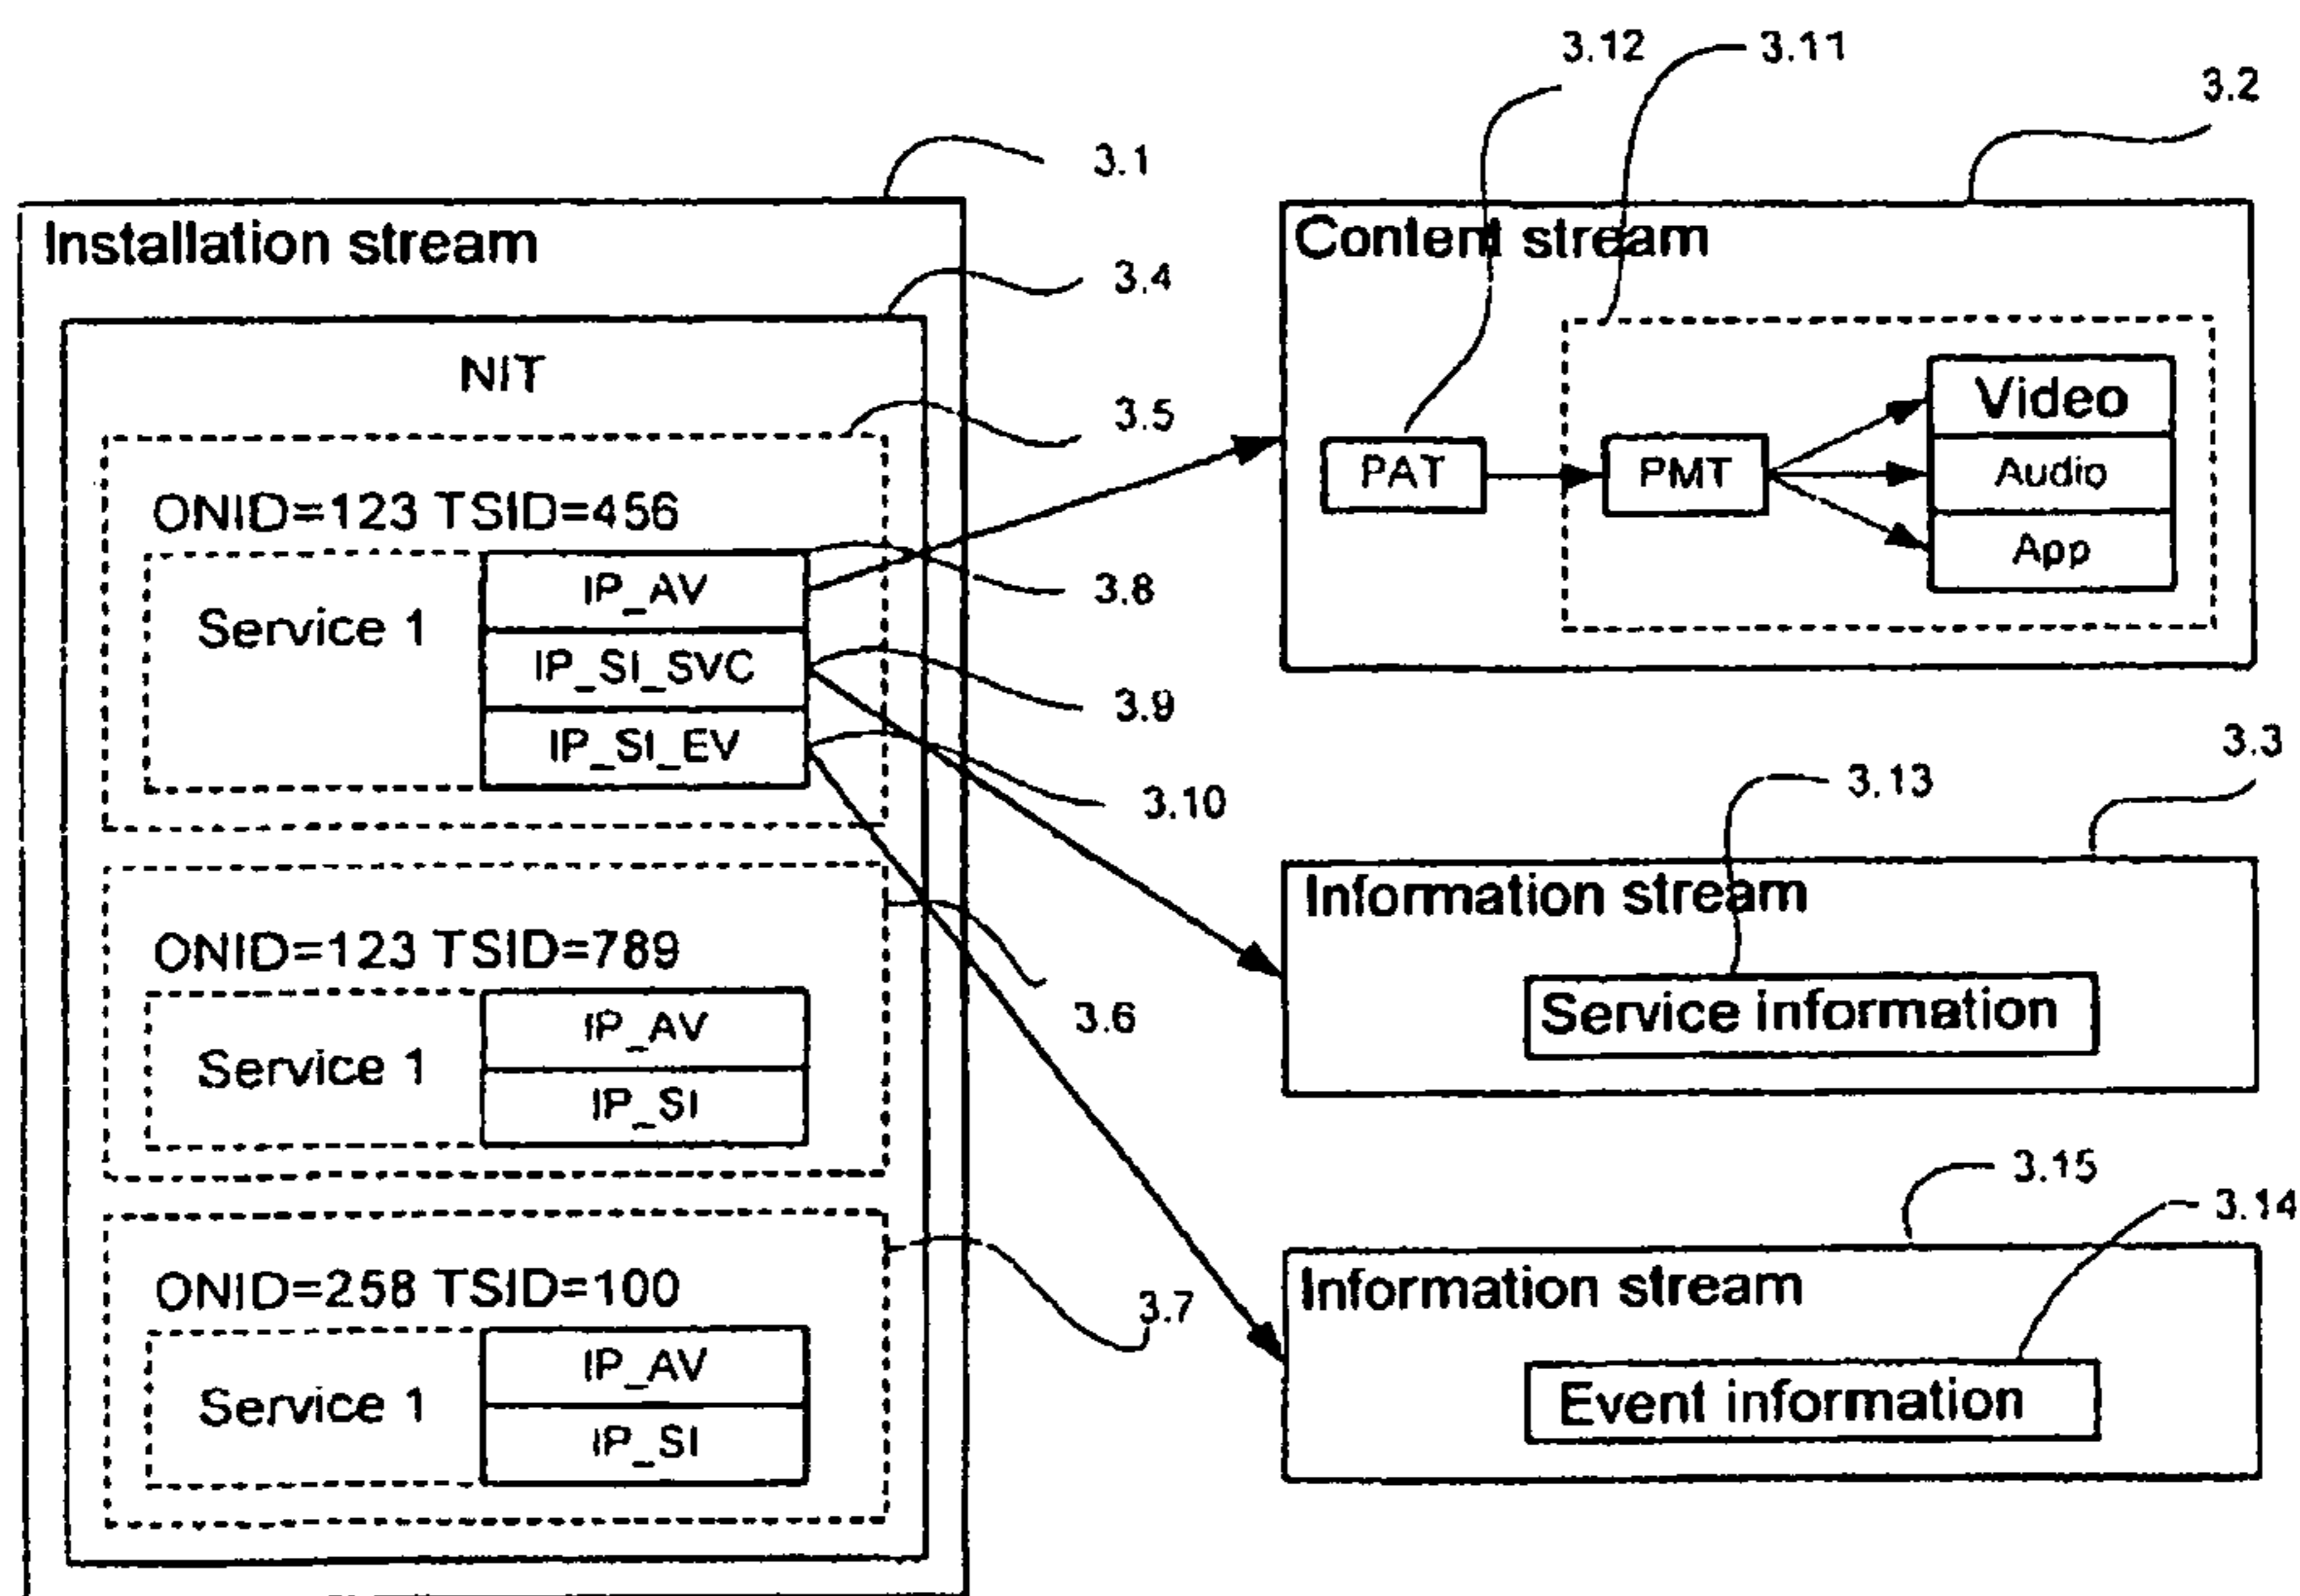 3.12
3.11
3.2
3.1
Installation stream
Content stream
3.4
NIT
3.5
Video
PAT
PMT
Audio
App
ONID=123 TSID=456
Service 1
IP_AV
IP_SI_SVC
IP_SI_EV
3.8
3.9
3.10
3.13
3.3
Information stream
Service information
ONID=123 TSID=789
Service 1
IP_AV
IP_SI
3.6
3.15
3.14
Information stream
Event information
ONID=258 TSID=100
3.7
Service 1
IP_AV
IP_SI